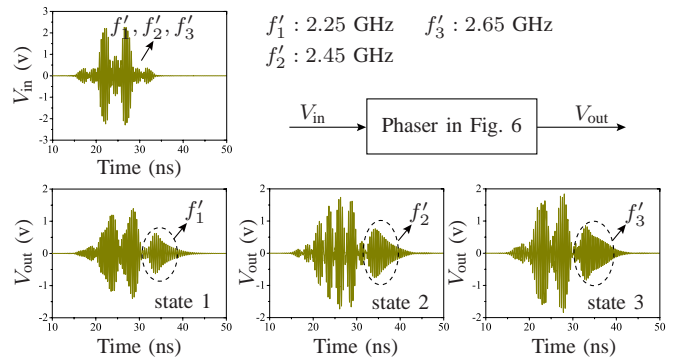 3
2
1
0
-1
-2
3
10 20 30 40 50
V_in (v)
Time (ns)
f′_1, f′_2, f′_3
f′_1 : 2.25 GHz f′_3 : 2.65 GHz
f′_2 : 2.45 GHz
V_in
Phaser in Fig. 6
V_out
2
1
0
-1
-2
10 20 30 40 50
V_out (v)
Time (ns)
f′_1
state 1
2
1
0
-1
-2
10 20 30 40 50
V_out (v)
Time (ns)
f′_2
state 2
2
1
0
-1
-2
10 20 30 40 50
V_out (v)
Time (ns)
f′_3
state 3